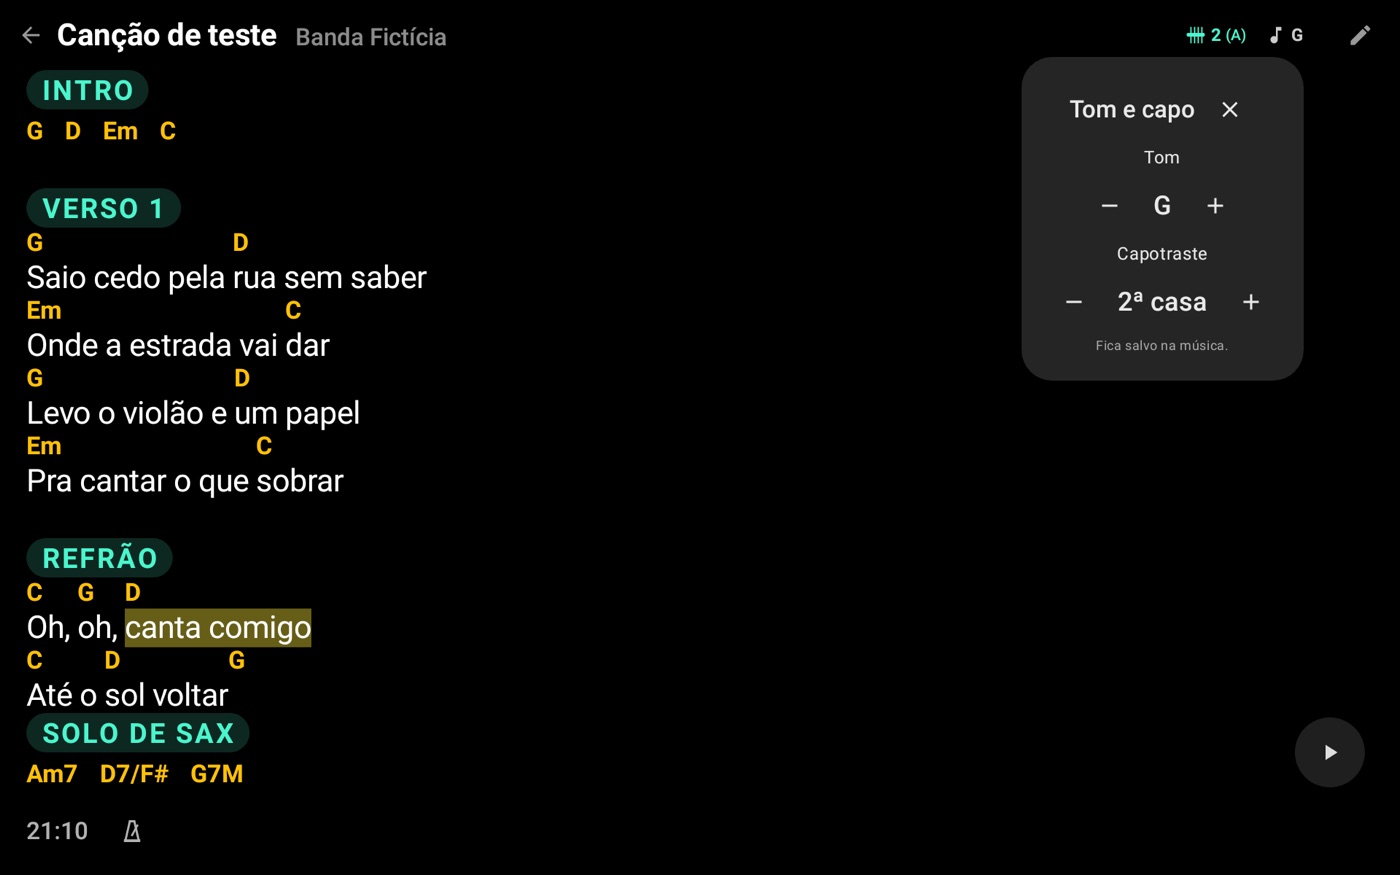 Canção de teste Banda Fictícia 2 (A) G
INTRO
G D Em C
VERSO 1
G D
Saio cedo pela rua sem saber
Em C
Onde a estrada vai dar
G D
Levo o violão e um papel
Em C
Pra cantar o que sobrar
REFRÃO
C G D
Oh, oh, canta comigo
C D G
Até o sol voltar
SOLO DE SAX
Am7 D7/F# G7M
21:10
Tom e capo
Tom
− G +
Capotraste
− 2ª casa +
Fica salvo na música.